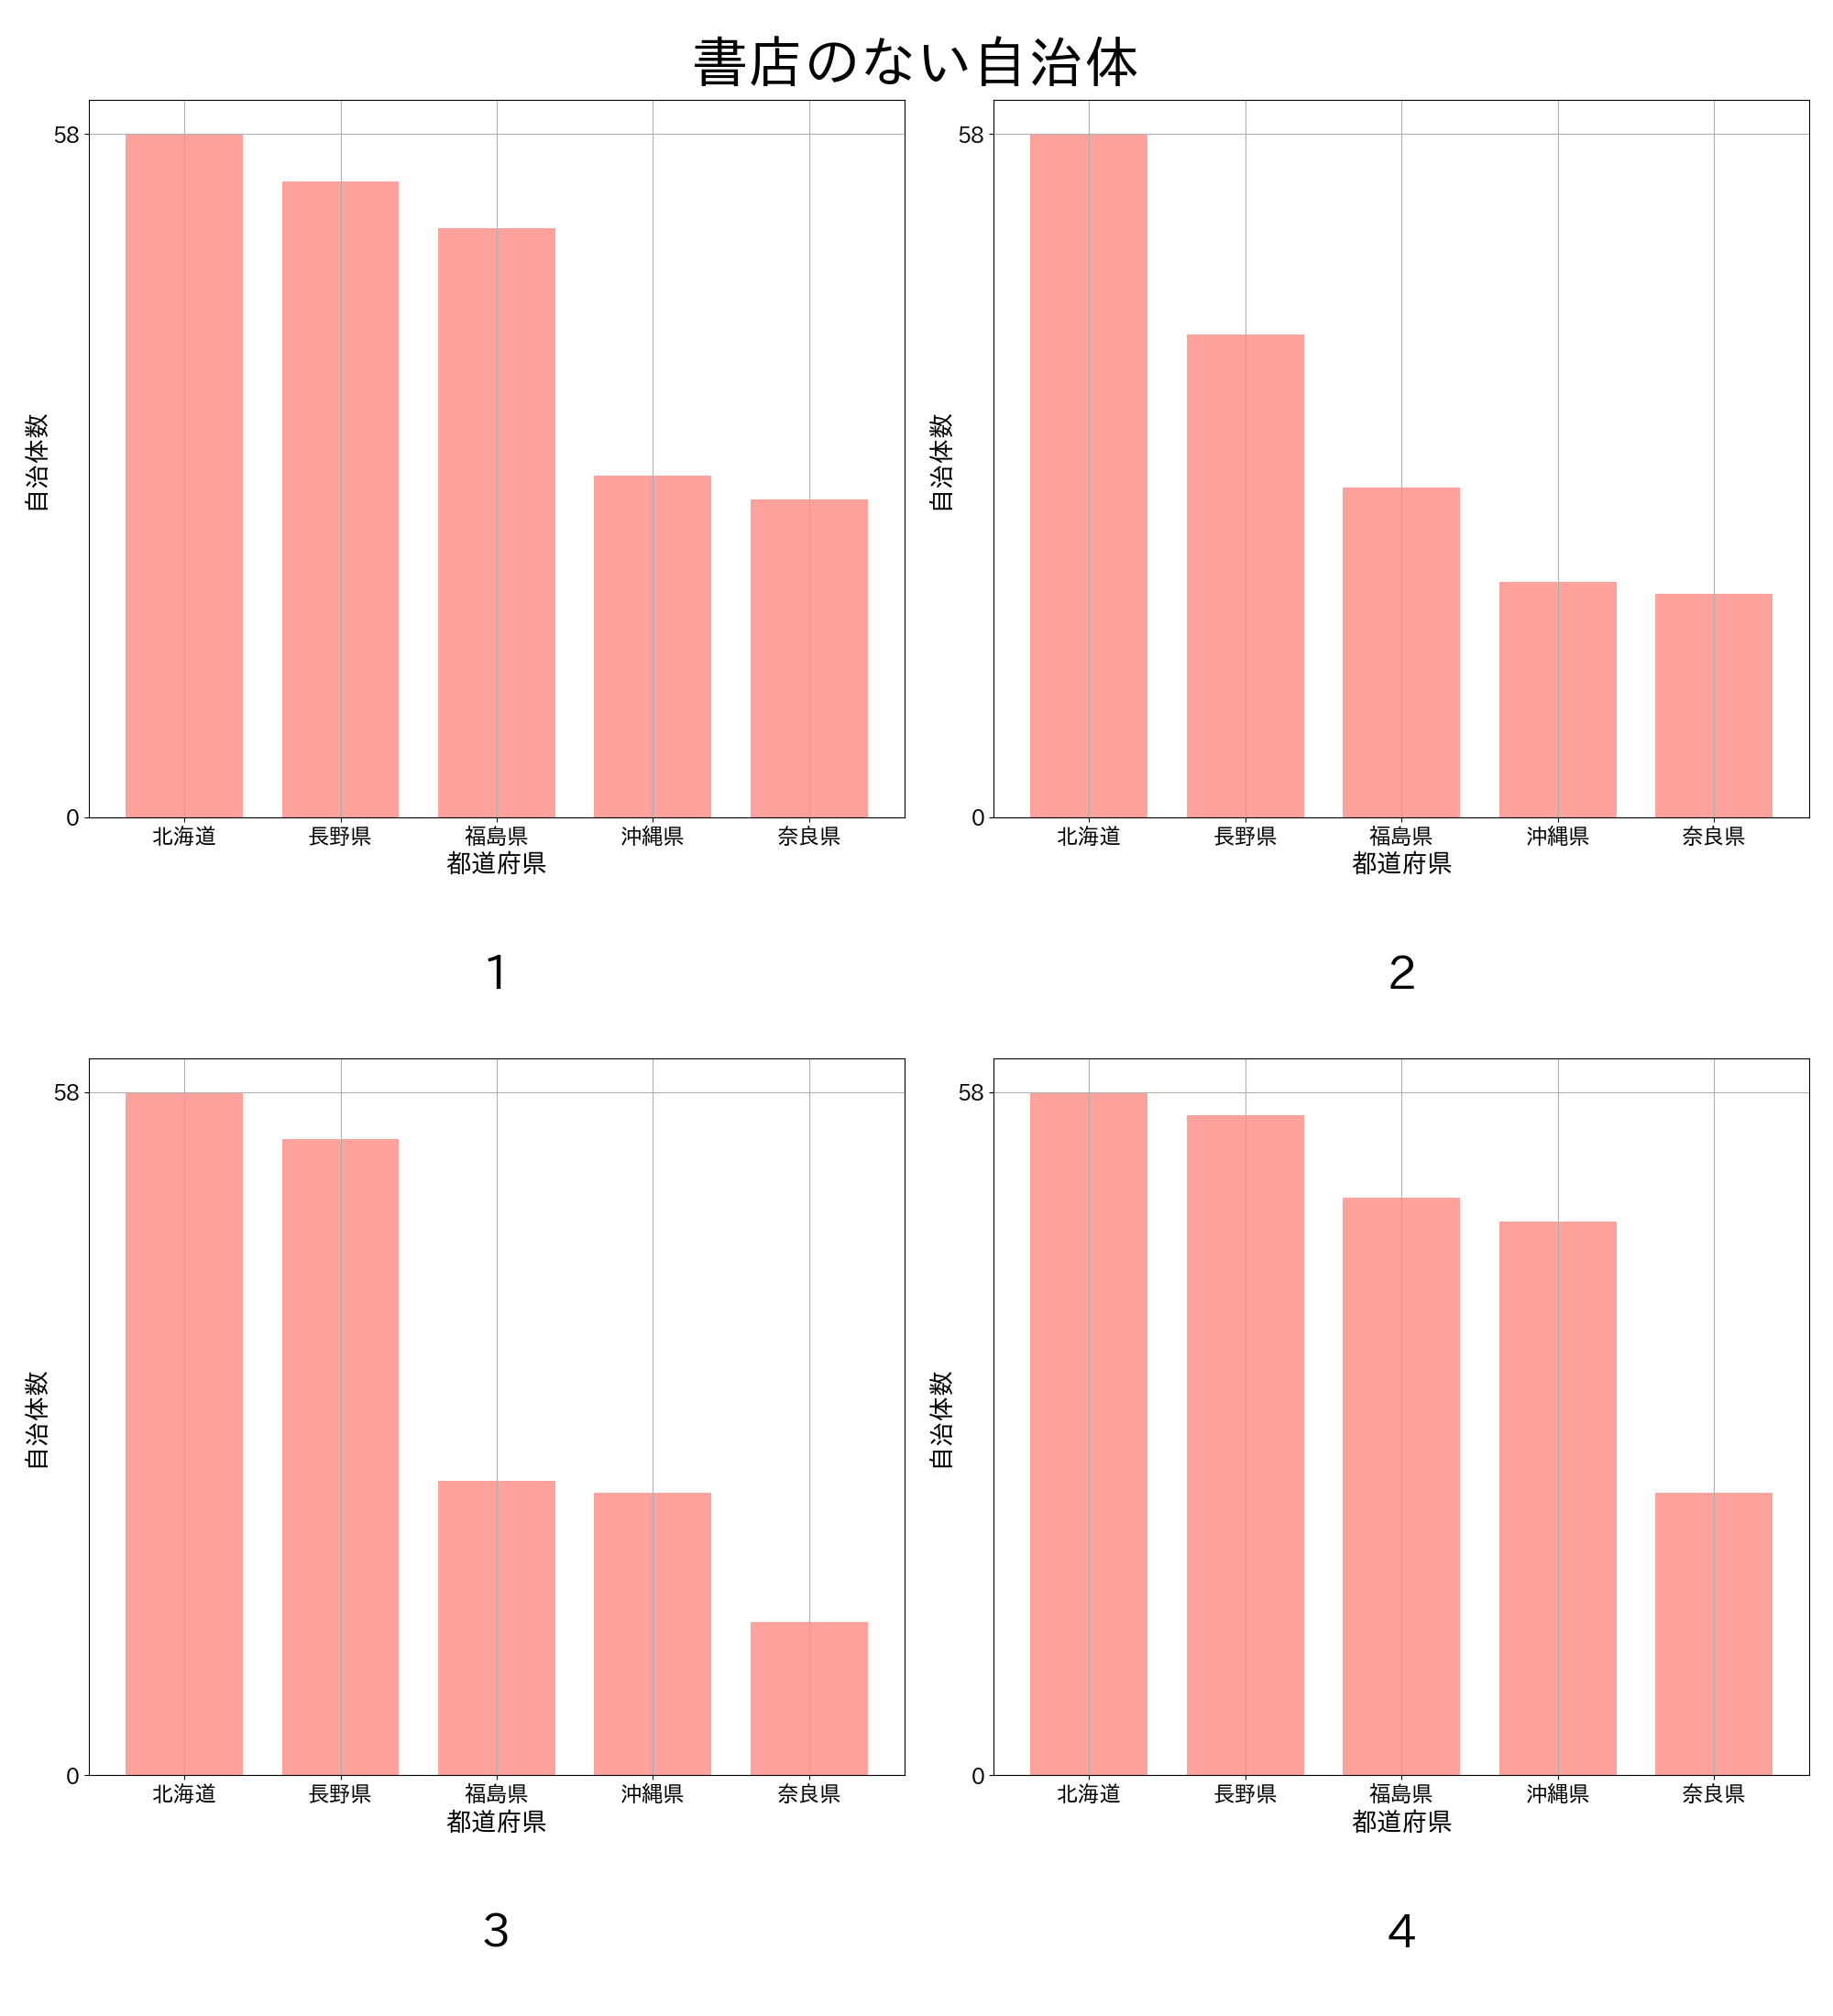 書店のない自治体
58
0
自治体数
北海道 長野県 福島県 沖縄県 奈良県
都道府県
1
58
0
自治体数
北海道 長野県 福島県 沖縄県 奈良県
都道府県
2
58
0
自治体数
北海道 長野県 福島県 沖縄県 奈良県
都道府県
3
58
0
自治体数
北海道 長野県 福島県 沖縄県 奈良県
都道府県
4